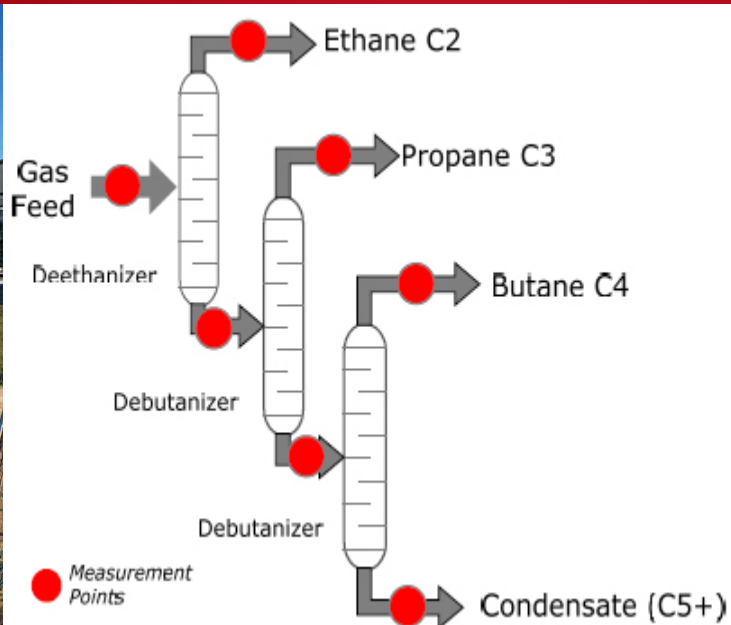 Ethane C2
Propane C3
Gas
Feed
Deethanizer
Butane C4
Debutanizer
Debutanizer
Measurement
Points
Condensate (C5+)